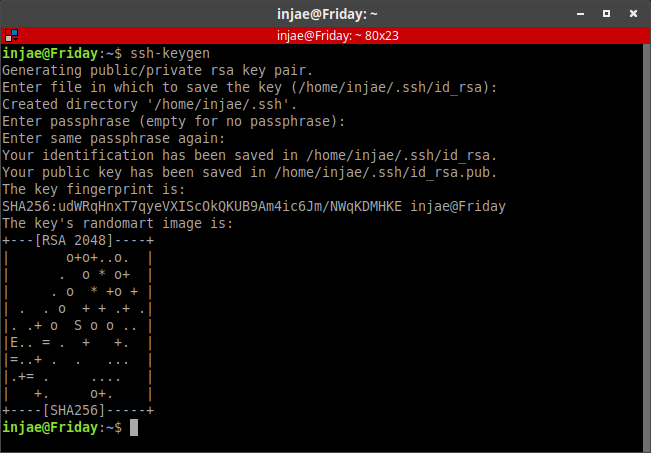 injae@Friday: ~
injae@Friday: ~ 80x23
injae@Friday:~$ ssh-keygen
Generating public/private rsa key pair.
Enter file in which to save the key (/home/injae/.ssh/id_rsa):
Created directory '/home/injae/.ssh'.
Enter passphrase (empty for no passphrase):
Enter same passphrase again:
Your identification has been saved in /home/injae/.ssh/id_rsa.
Your public key has been saved in /home/injae/.ssh/id_rsa.pub.
The key fingerprint is:
SHA256:udWRqHnxT7qyeVXIScOkQKUB9Am4ic6Jm/NWqKDMHKE injae@Friday
The key's randomart image is:
+---[RSA 2048]----+
|       o+o+..o.  |
|      .  o * o+  |
|     . o  * +o + |
| .  . o  + + .+ .|
|. .+ o  S o o .. |
|E.. = .  +   +.  |
|=..+ .  .   ...  |
|.+= .     ....   |
|   +.     o+.    |
+----[SHA256]-----+
injae@Friday:~$